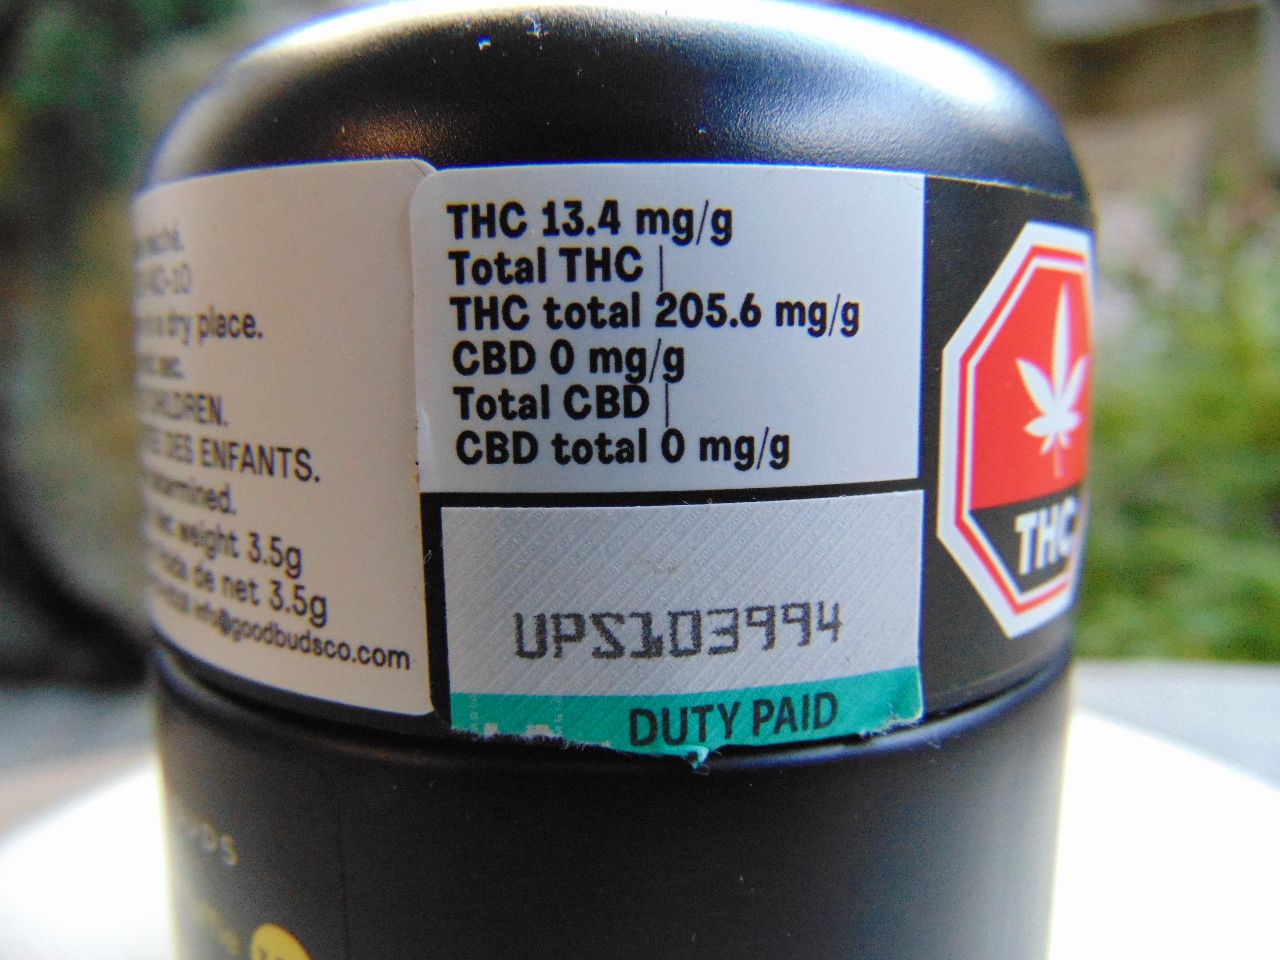 dry place.
CHILDREN.
DES ENFANTS.
determined.
weight 3.5g
de net 3.5g
info@goodbudsco.com
THC 13.4 mg/g
Total THC |
THC total 205.6 mg/g
CBD 0 mg/g
Total CBD |
CBD total 0 mg/g
UPS103994
DUTY PAID
THC